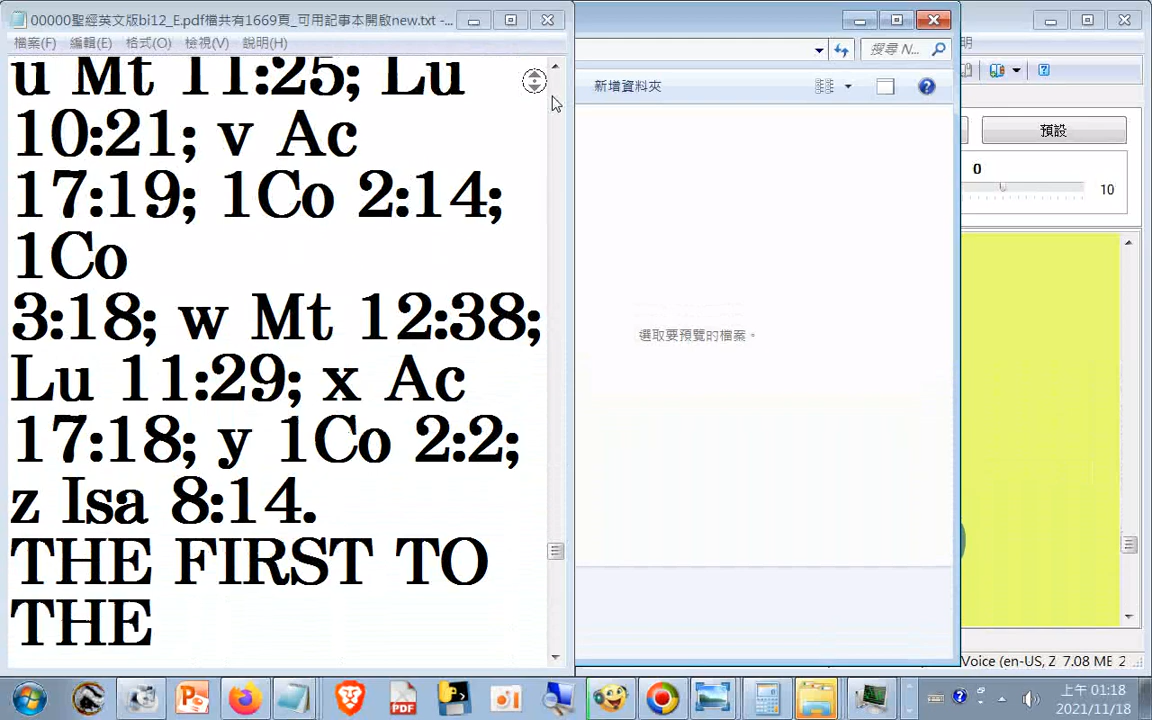 00000聖經英文版bi12_E.pdf檔共有1669頁_可用記事本開啟new.txt -...
檔案(F) 編輯(E) 格式(O) 檢視(V) 說明(H)
u Mt 11:25; Lu
10:21; v Ac
17:19; 1Co 2:14;
1Co
3:18; w Mt 12:38;
Lu 11:29; x Ac
17:18; y 1Co 2:2;
z Isa 8:14.
THE FIRST TO
THE
搜尋 N...
新增資料夾
選取要預覽的檔案。
明
預設
0
10
Voice (en-US, Z 7.08 ME 2
上午 01:18
2021/11/18